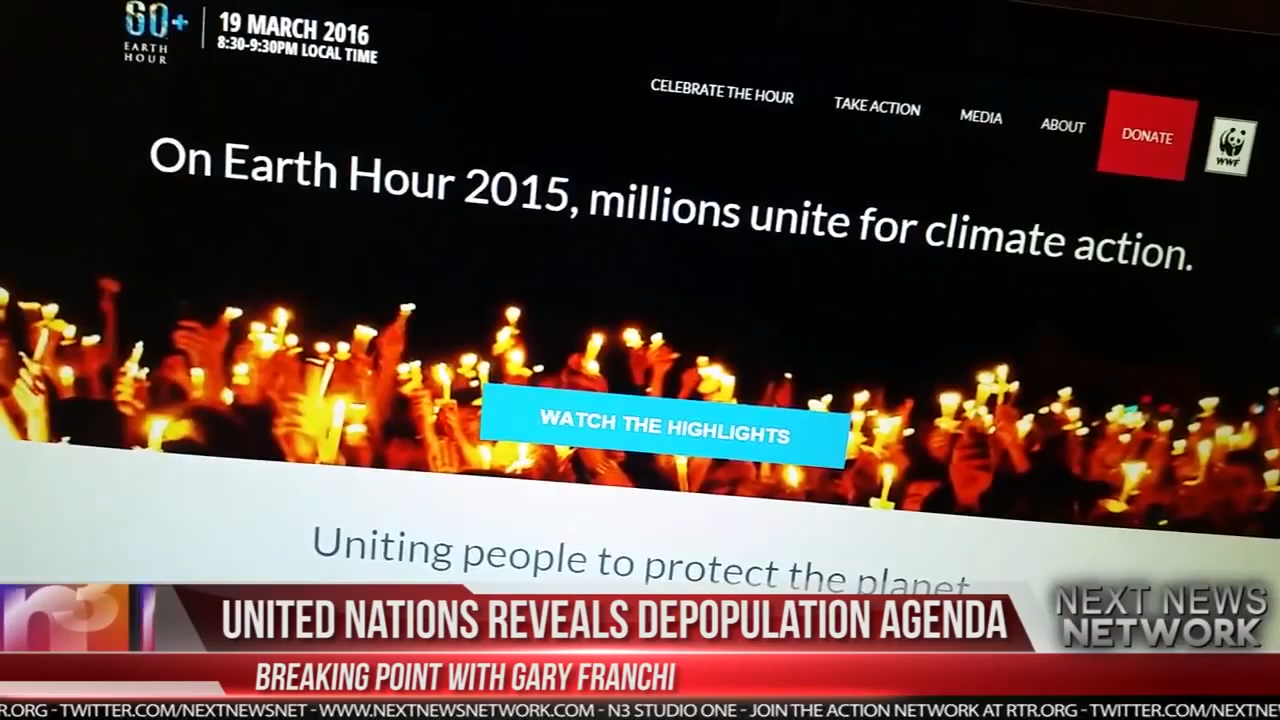 60+
EARTH
HOUR
19 MARCH 2016
8:30-9:30PM LOCAL TIME
CELEBRATE THE HOUR
TAKE ACTION
MEDIA
ABOUT
DONATE
WWF
On Earth Hour 2015, millions unite for climate action.
WATCH THE HIGHLIGHTS
Uniting people to protect the planet
n3
UNITED NATIONS REVEALS DEPOPULATION AGENDA
NEXT NEWS
NETWORK
BREAKING POINT WITH GARY FRANCHI
R.ORG - TWITTER.COM/NEXTNEWSNET - WWW.NEXTNEWSNETWORK.COM - N3 STUDIO ONE - JOIN THE ACTION NETWORK AT RTR.ORG - TWITTER.COM/NEXTNE